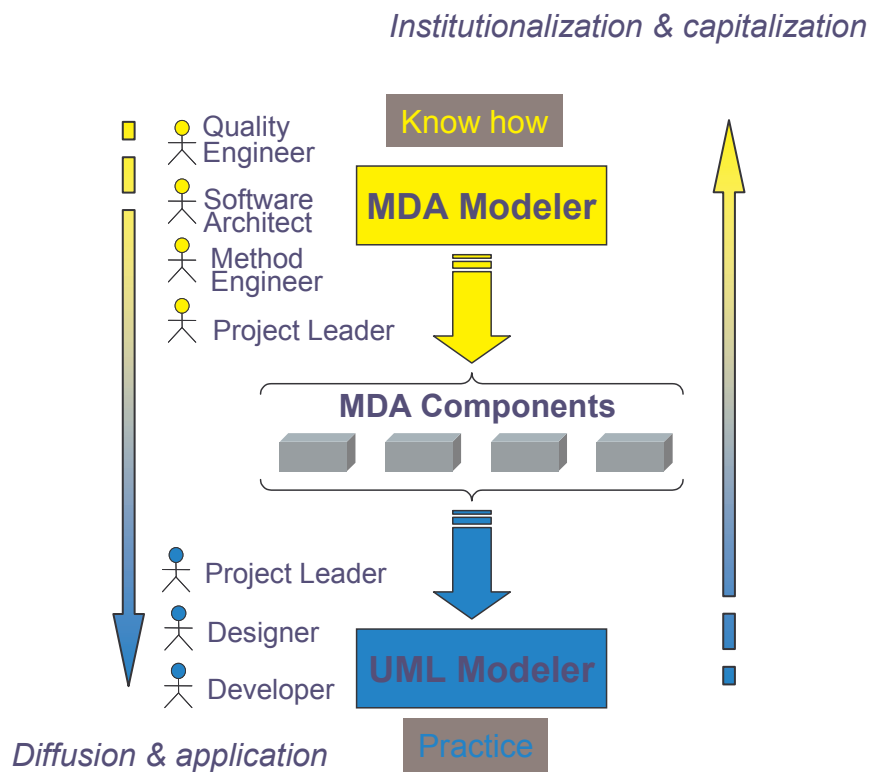 Institutionalization & capitalization
Know how
Quality
Engineer
MDA Modeler
Software
Architect
Method
Engineer
Project Leader
MDA Components
Project Leader
Designer
UML Modeler
Developer
Practice
Diffusion & application